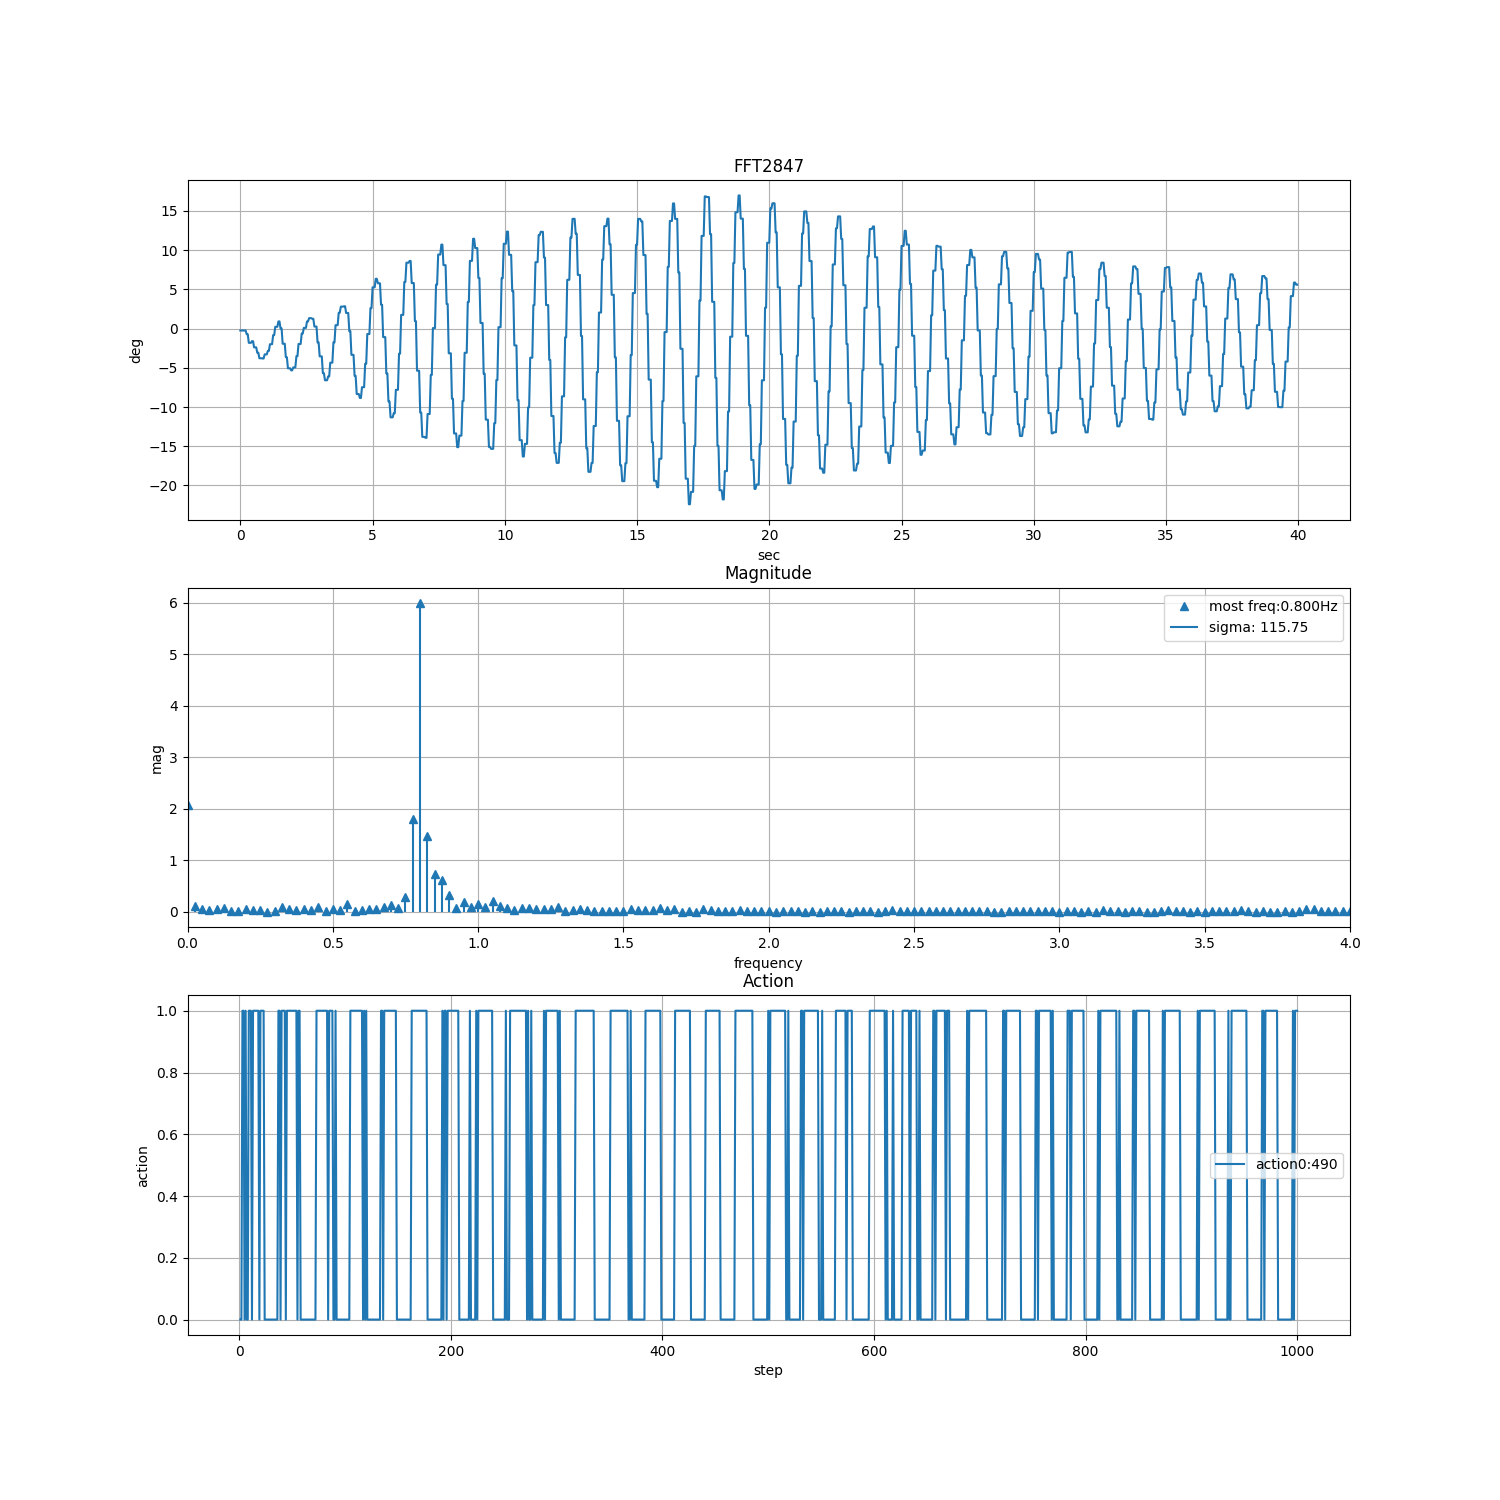 FFT2847
15
10
5
0
−5
−10
−15
−20
deg
0 5 10 15 20 25 30 35 40
sec
Magnitude
6
5
4
3
2
1
0
mag
most freq:0.800Hz
sigma: 115.75
0.0 0.5 1.0 1.5 2.0 2.5 3.0 3.5 4.0
frequency
Action
1.0
0.8
0.6
0.4
0.2
0.0
action
action0:490
0 200 400 600 800 1000
step